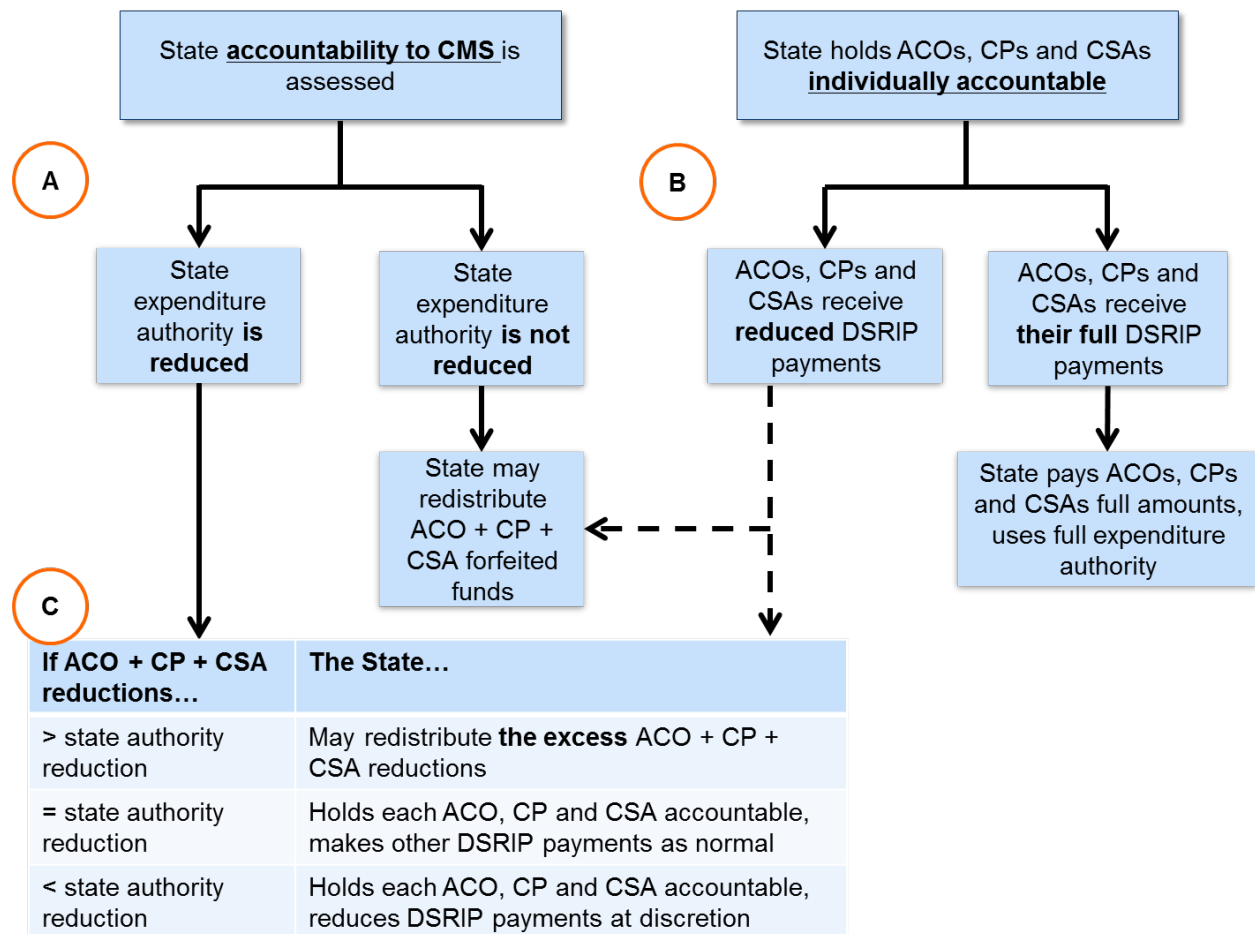 State accountability to CMS is
assessed
State holds ACOs, CPs and CSAs
individually accountable
A
B
State
expenditure
authority is
reduced
State
expenditure
authority is not
reduced
ACOs, CPs and
CSAs receive
reduced DSRIP
payments
ACOs, CPs and
CSAs receive
their full DSRIP
payments
State may
redistribute
ACO + CP +
CSA forfeited
funds
State pays ACOs, CPs
and CSAs full amounts,
uses full expenditure
authority
C
If ACO + CP + CSA
reductions…
The State…
> state authority
reduction
May redistribute the excess ACO + CP +
CSA reductions
= state authority
reduction
Holds each ACO, CP and CSA accountable,
makes other DSRIP payments as normal
< state authority
reduction
Holds each ACO, CP and CSA accountable,
reduces DSRIP payments at discretion